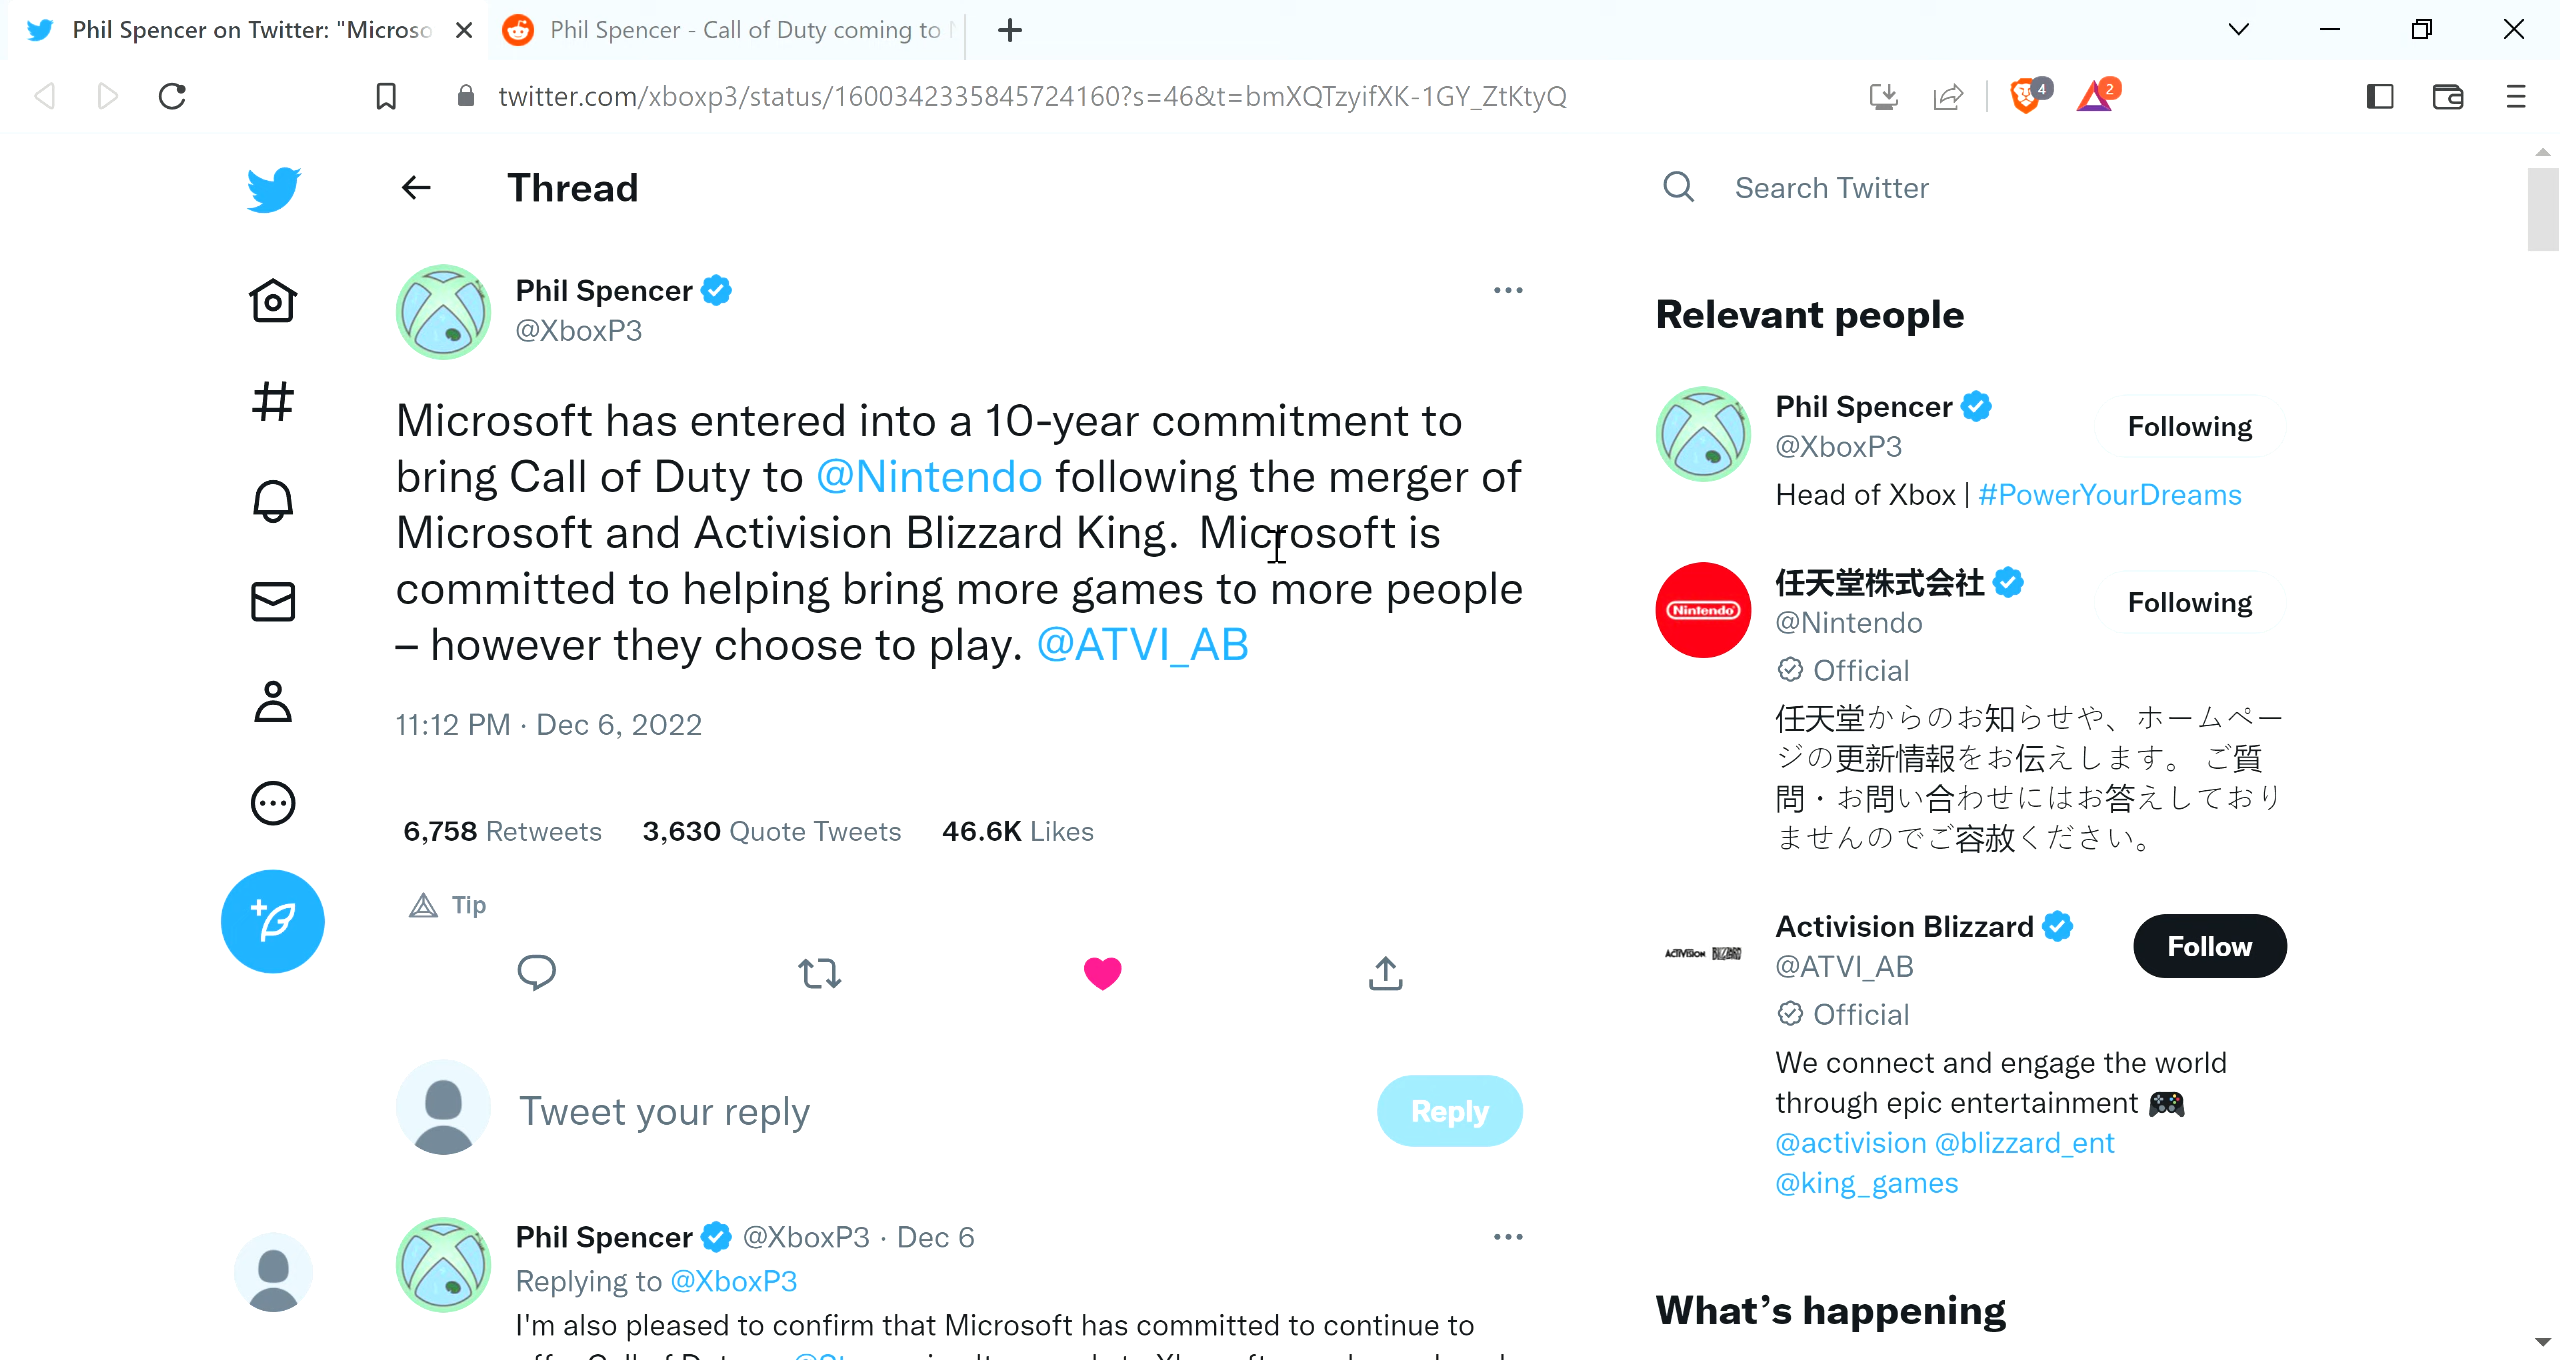 Phil Spencer on Twitter: "Microso
Phil Spencer - Call of Duty coming to
twitter.com/xboxp3/status/1600342335845724160?s=46&t=bmXQTzyifXK-1GY_ZtKtyQ
4
2
Thread
Search Twitter
Phil Spencer
@XboxP3
Microsoft has entered into a 10-year commitment to
bring Call of Duty to @Nintendo following the merger of
Microsoft and Activision Blizzard King.  Microsoft is
committed to helping bring more games to more people
– however they choose to play. @ATVI_AB
11:12 PM · Dec 6, 2022
6,758 Retweets 3,630 Quote Tweets 46.6K Likes
Tip
Tweet your reply
Reply
Phil Spencer @XboxP3 · Dec 6
Replying to @XboxP3
I'm also pleased to confirm that Microsoft has committed to continue to
Relevant people
Phil Spencer
@XboxP3
Following
Head of Xbox | #PowerYourDreams
Nintendo
任天堂株式会社
@Nintendo
Following
Official
任天堂からのお知らせや、ホームペー
ジの更新情報をお伝えします。 ご質
問・お問い合わせにはお答えしており
ませんのでご容赦ください。
ACTIVISION BLIZZARD
Activision Blizzard
@ATVI_AB
Follow
Official
We connect and engage the world
through epic entertainment 🎮
@activision @blizzard_ent
@king_games
What's happening